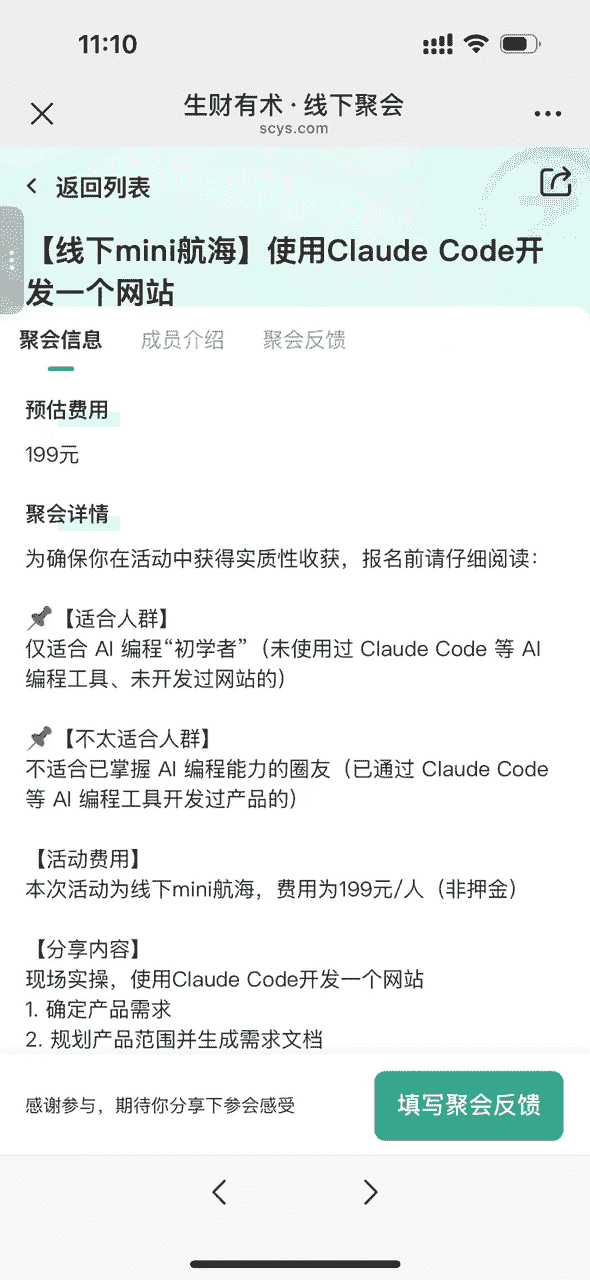 11:10
生财有术 · 线下聚会
scys.com
返回列表
【线下mini航海】使用Claude Code开
发一个网站
聚会信息 成员介绍 聚会反馈
预估费用
199元
聚会详情
为确保你在活动中获得实质性收获，报名前请仔细阅读：
📌【适合人群】
仅适合 AI 编程“初学者”（未使用过 Claude Code 等 AI
编程工具、未开发过网站的）
📌【不太适合人群】
不适合已掌握 AI 编程能力的圈友（已通过 Claude Code
等 AI 编程工具开发过产品的）
【活动费用】
本次活动为线下mini航海，费用为199元/人（非押金）
【分享内容】
现场实操，使用Claude Code开发一个网站
1. 确定产品需求
2. 规划产品范围并生成需求文档
感谢参与，期待你分享下参会感受
填写聚会反馈